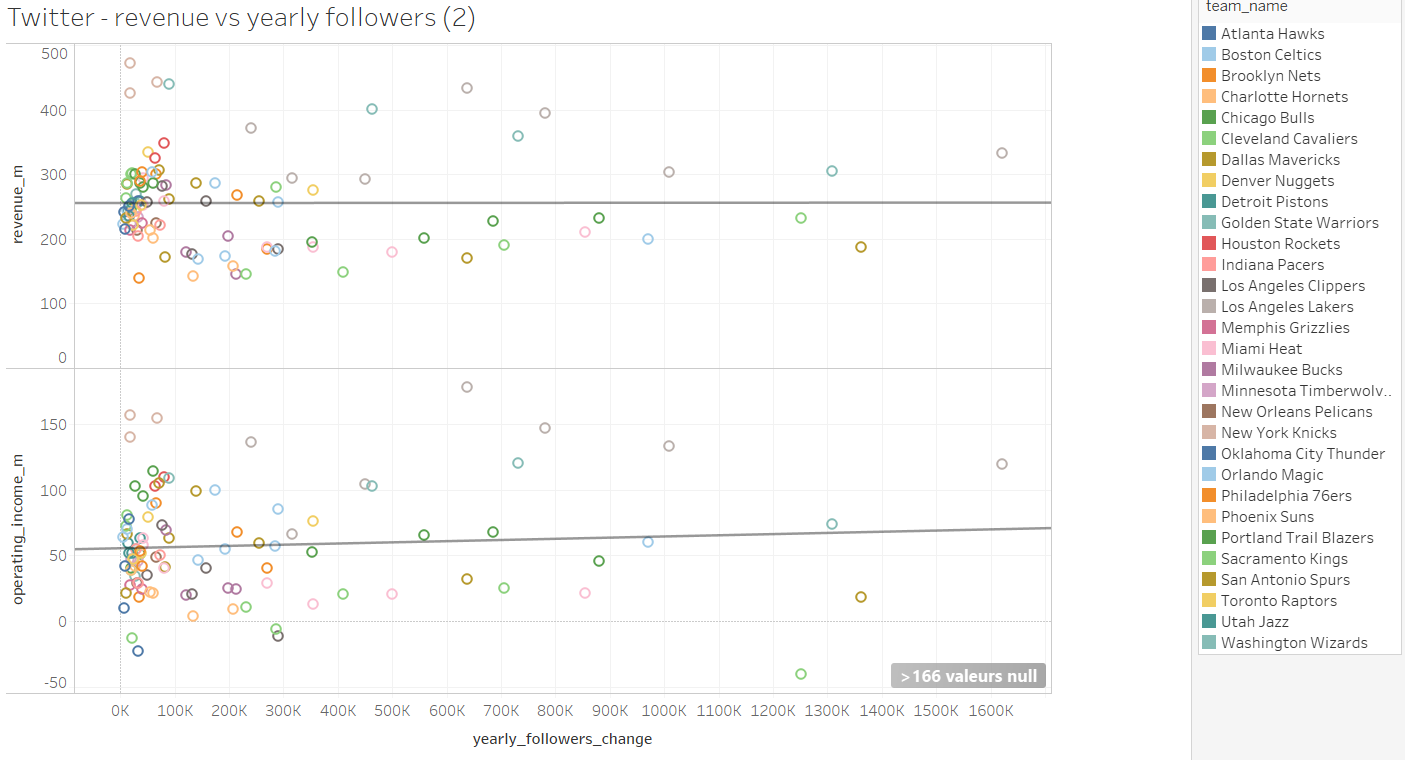 Twitter - revenue vs yearly followers (2)
revenue_m
500
400
300
200
100
0
operating_income_m
150
100
50
0
-50
>166 valeurs null
0K 100K 200K 300K 400K 500K 600K 700K 800K 900K 1000K 1100K 1200K 1300K 1400K 1500K 1600K
yearly_followers_change
team_name
Atlanta Hawks
Boston Celtics
Brooklyn Nets
Charlotte Hornets
Chicago Bulls
Cleveland Cavaliers
Dallas Mavericks
Denver Nuggets
Detroit Pistons
Golden State Warriors
Houston Rockets
Indiana Pacers
Los Angeles Clippers
Los Angeles Lakers
Memphis Grizzlies
Miami Heat
Milwaukee Bucks
Minnesota Timberwolv..
New Orleans Pelicans
New York Knicks
Oklahoma City Thunder
Orlando Magic
Philadelphia 76ers
Phoenix Suns
Portland Trail Blazers
Sacramento Kings
San Antonio Spurs
Toronto Raptors
Utah Jazz
Washington Wizards